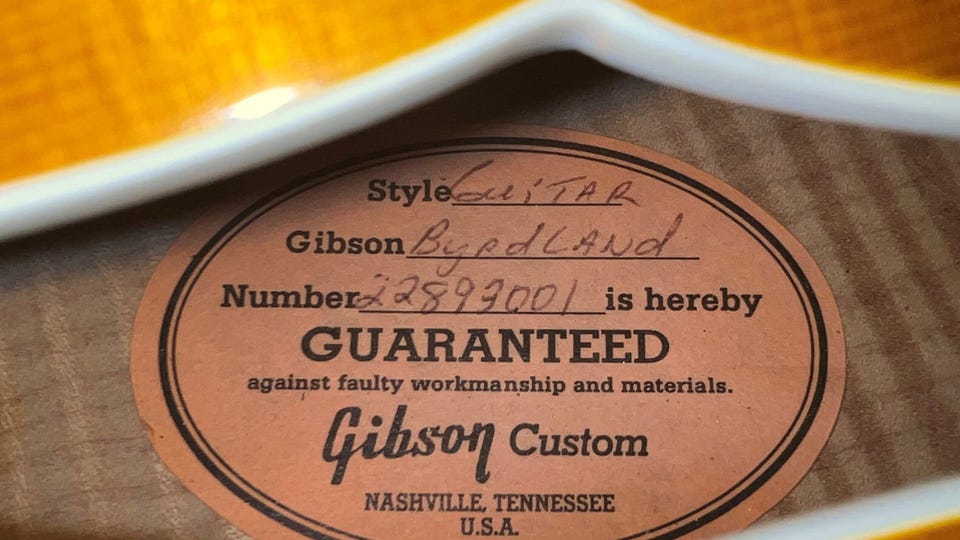 Style GuiTAR
Gibson ByrdLANd
Number 22893001 is hereby
GUARANTEED
against faulty workmanship and materials.
Gibson Custom
NASHVILLE, TENNESSEE
U.S.A.